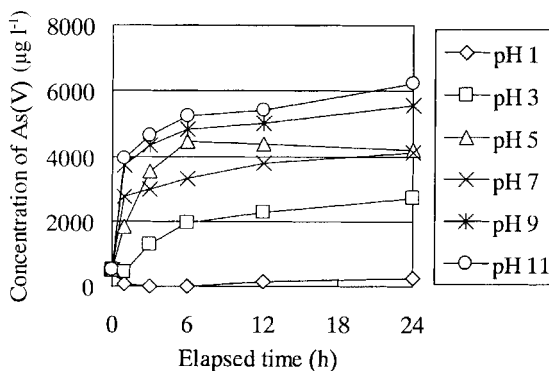 Concentration of As(V) (μg l⁻¹)
8000
6000
4000
2000
0
0
6
12
18
24
Elapsed time (h)
pH 1
pH 3
pH 5
pH 7
pH 9
pH 11